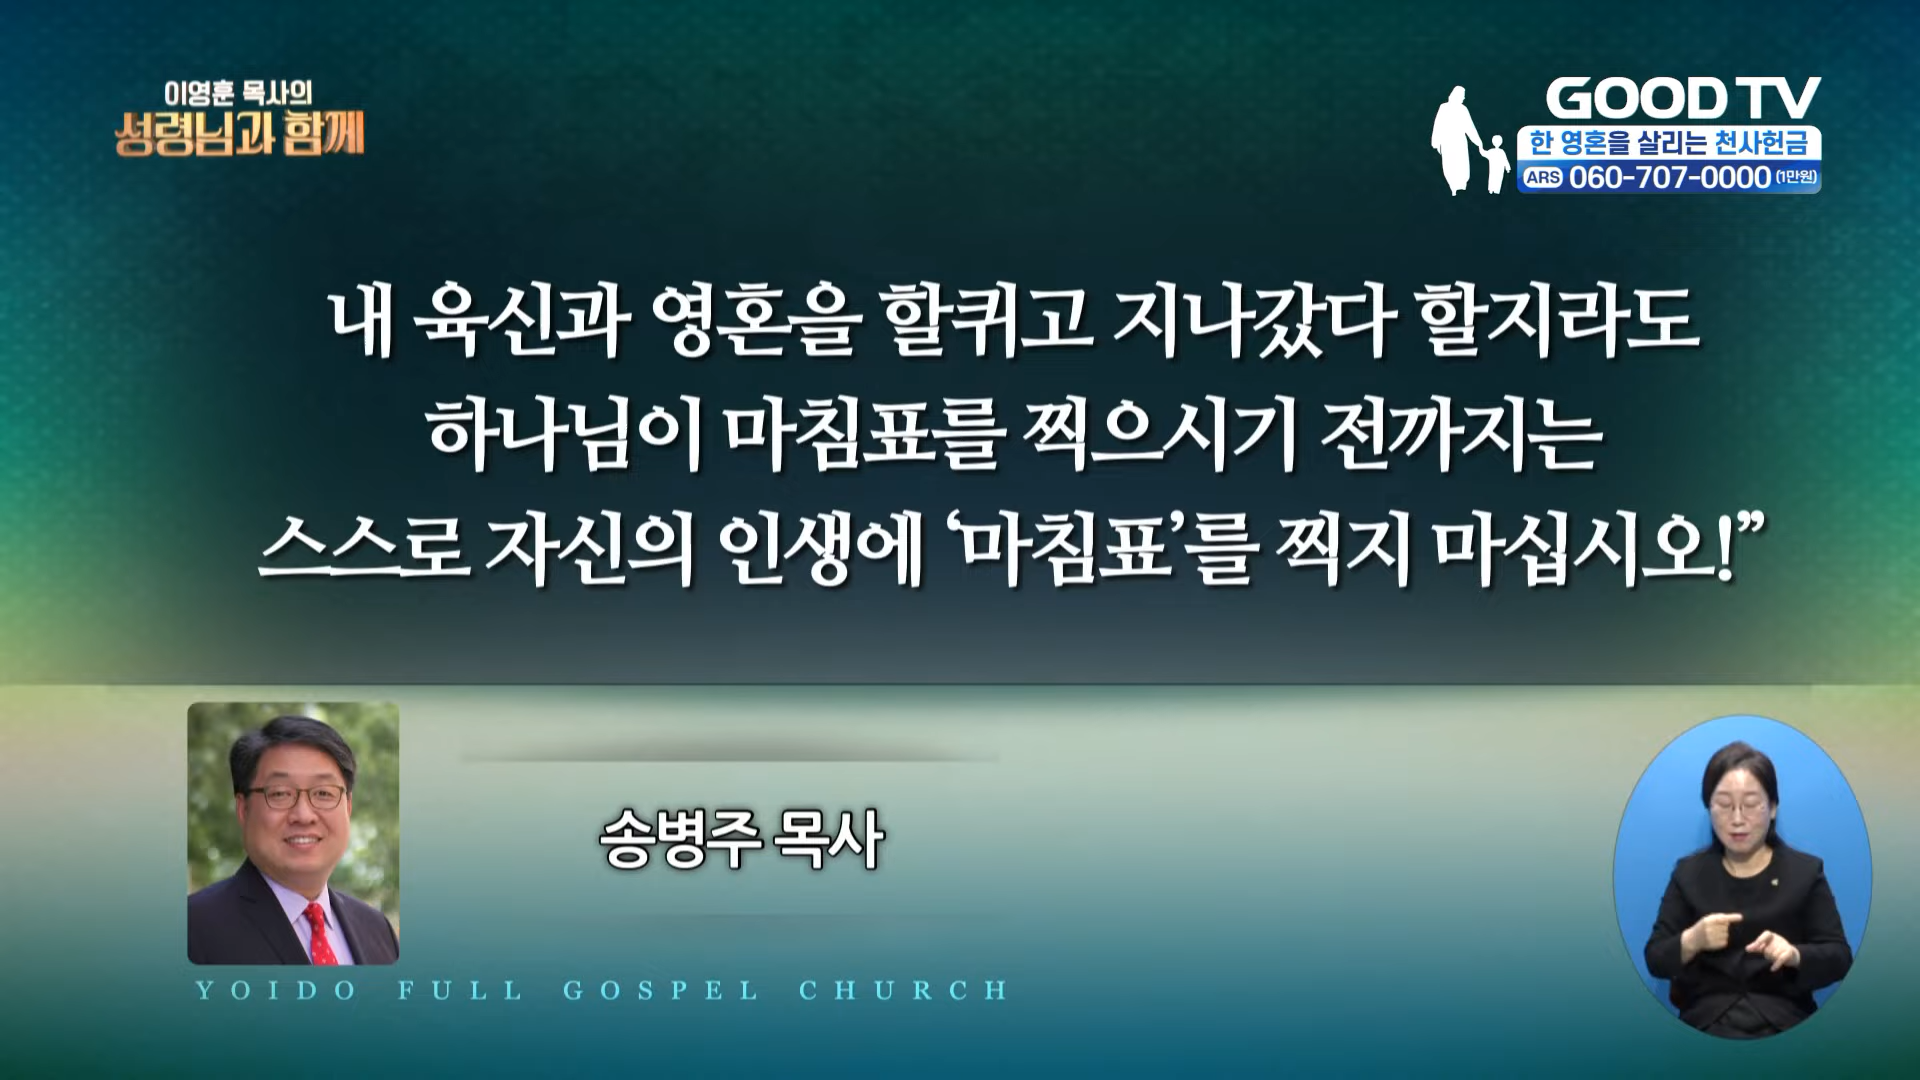 이영훈 목사의
성령님과 함께
GOODTV
한 영혼을 살리는 천사헌금
ARS 060-707-0000 (1만원)
내 육신과 영혼을 할퀴고 지나갔다 할지라도
하나님이 마침표를 찍으시기 전까지는
스스로 자신의 인생에 ‘마침표’를 찍지 마십시오!”
송병주 목사
YOIDO FULL GOSPEL CHURCH